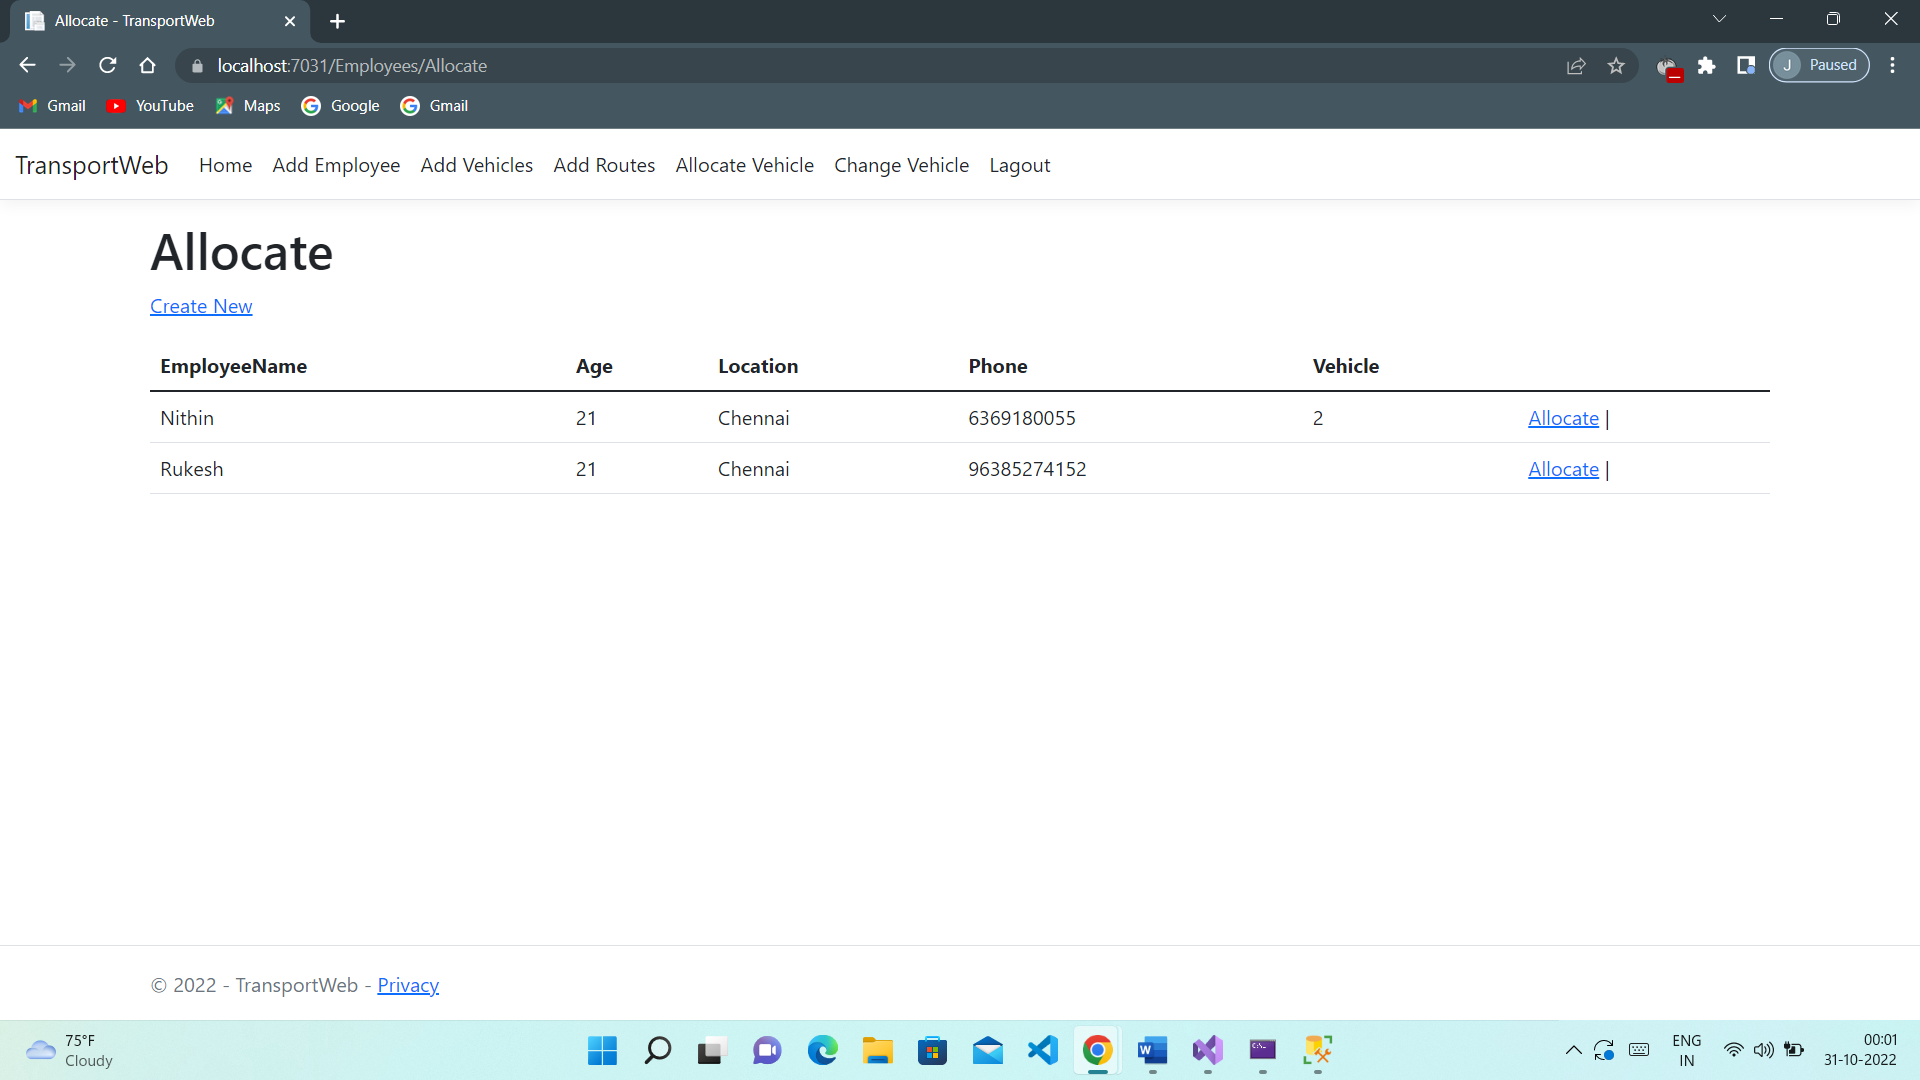 Allocate - TransportWeb
localhost:7031/Employees/Allocate
J Paused
Gmail YouTube Maps Google Gmail
TransportWeb Home Add Employee Add Vehicles Add Routes Allocate Vehicle Change Vehicle Lagout
Allocate
Create New
EmployeeName Age Location Phone Vehicle
Nithin 21 Chennai 6369180055 2 Allocate |
Rukesh 21 Chennai 96385274152 Allocate |
© 2022 - TransportWeb - Privacy
75°F
Cloudy
ENG
IN
00:01
31-10-2022